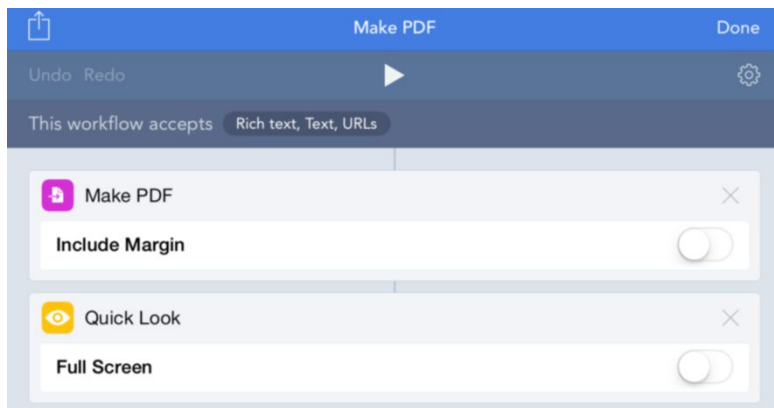 Make PDF Done
Undo Redo
This workflow accepts Rich text, Text, URLs
Make PDF
Include Margin
Quick Look
Full Screen